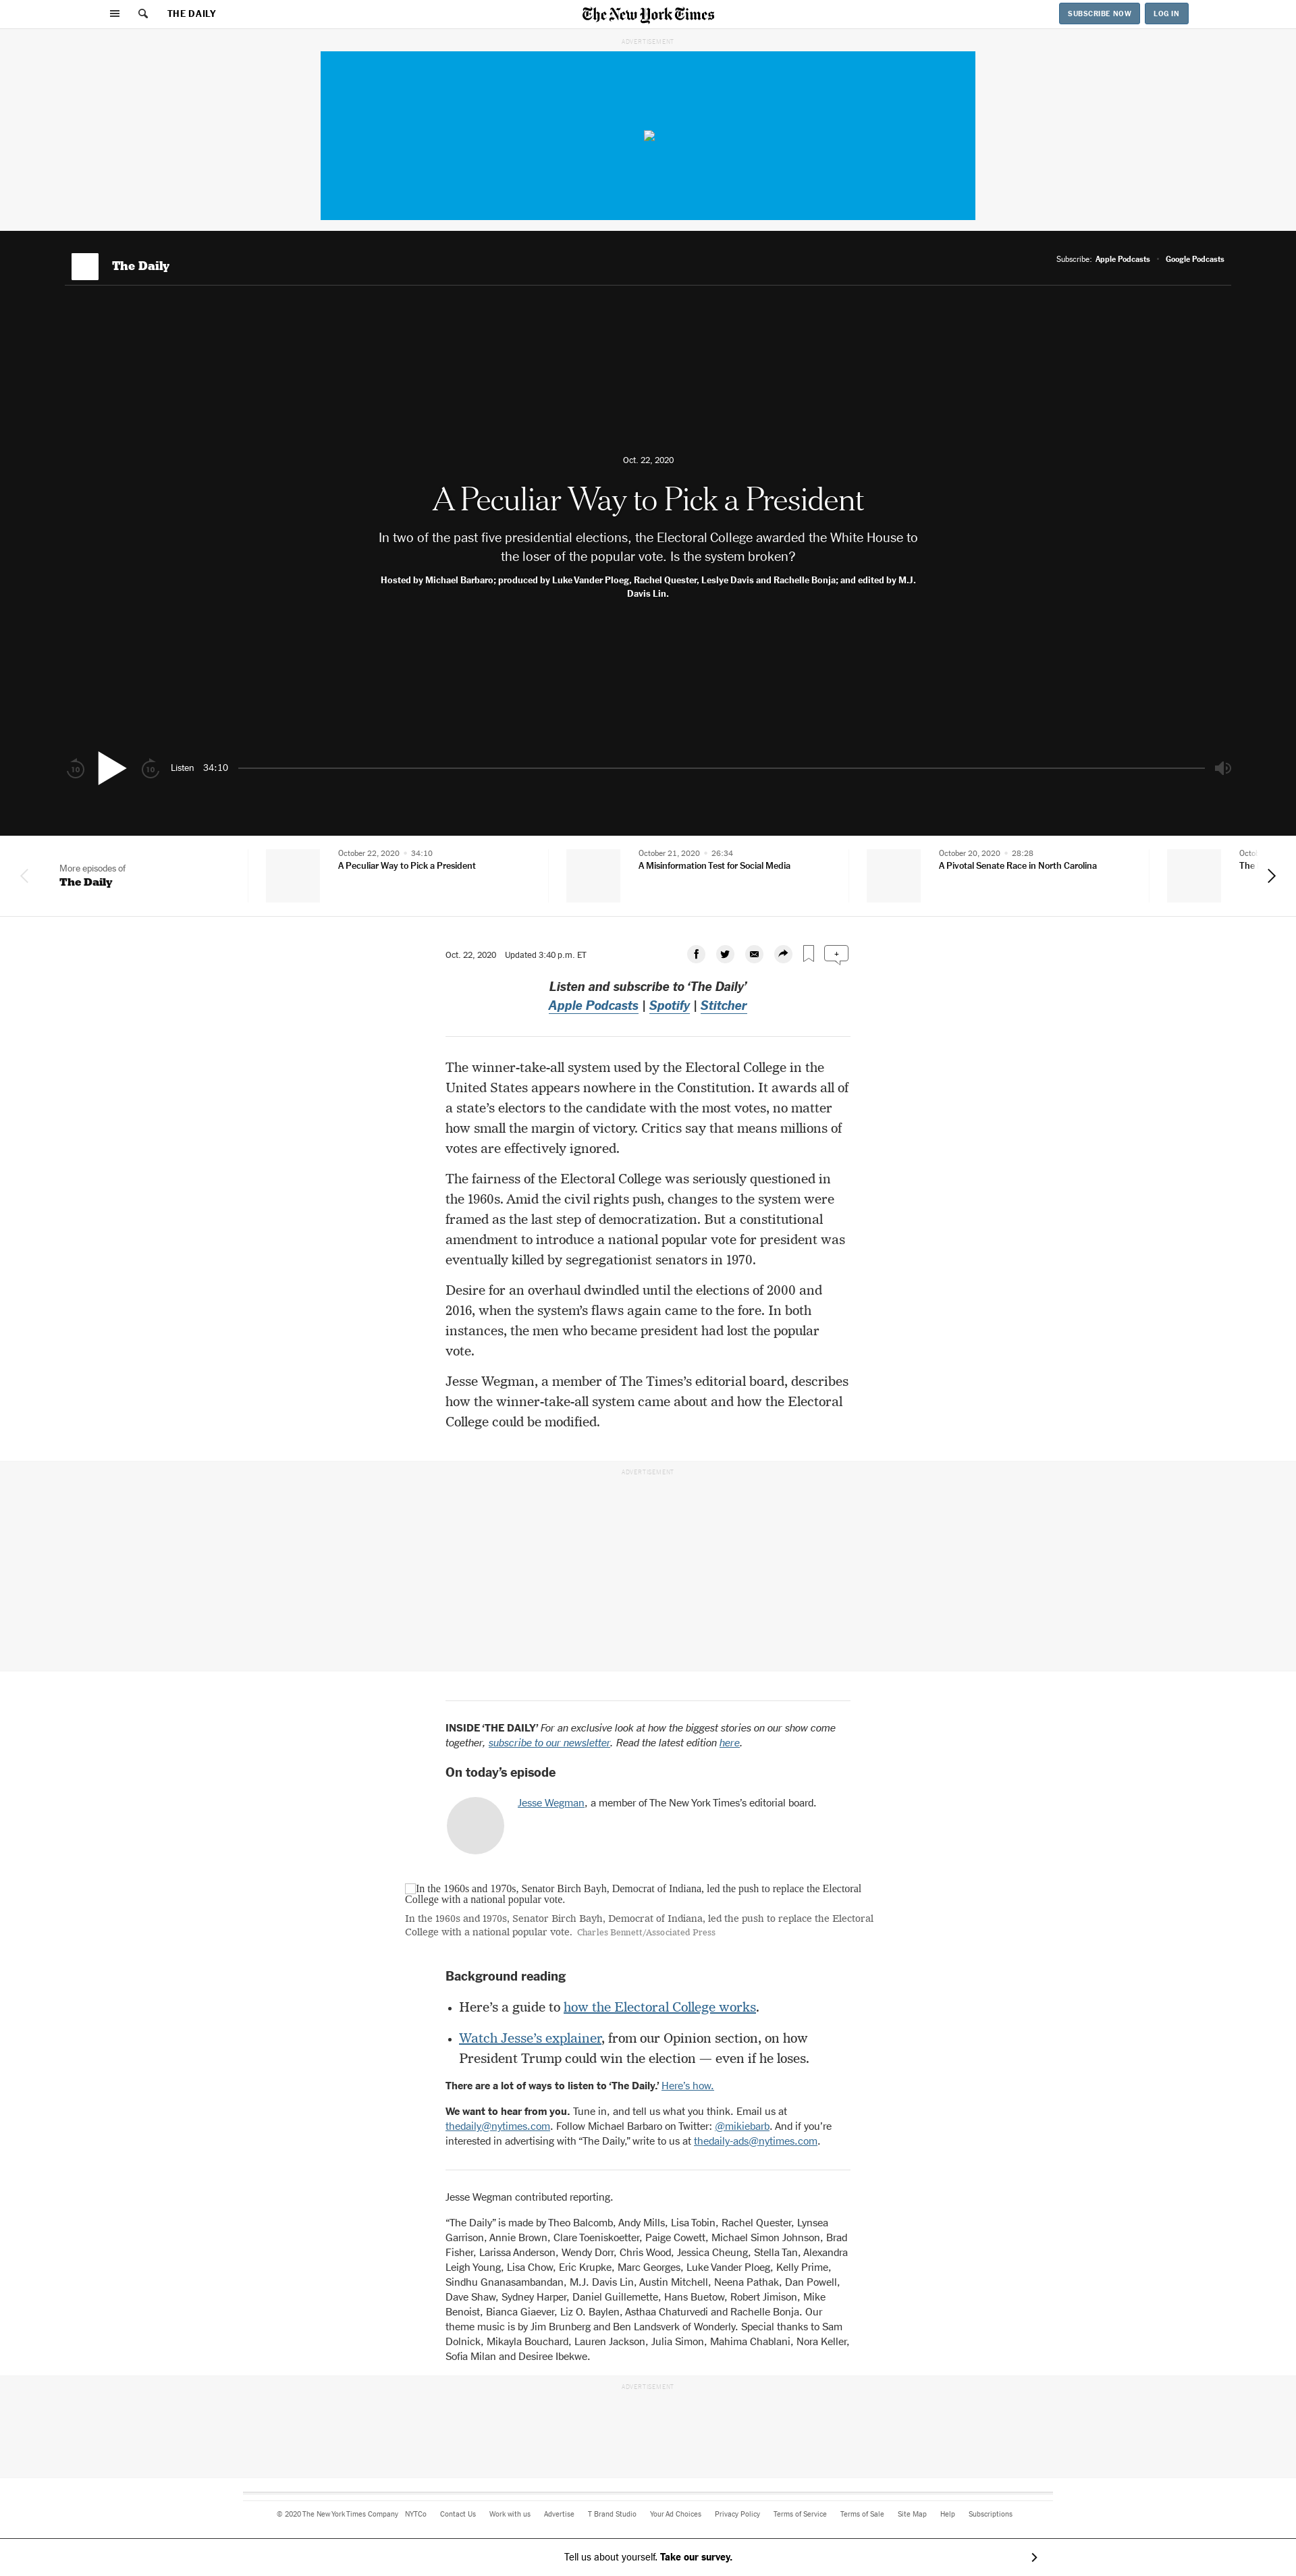 THE DAILY
The New York Times
SUBSCRIBE NOW
LOG IN
ADVERTISEMENT
The Daily
Subscribe: Apple Podcasts • Google Podcasts
Oct. 22, 2020
A Peculiar Way to Pick a President
In two of the past five presidential elections, the Electoral College awarded the White House to
the loser of the popular vote. Is the system broken?
Hosted by Michael Barbaro; produced by Luke Vander Ploeg, Rachel Quester, Leslye Davis and Rachelle Bonja; and edited by M.J.
Davis Lin.
10
10
Listen 34:10
More episodes of
The Daily
October 22, 2020 • 34:10
A Peculiar Way to Pick a President
October 21, 2020 • 26:34
A Misinformation Test for Social Media
October 20, 2020 • 28:28
A Pivotal Senate Race in North Carolina
The
Oct. 22, 2020 Updated 3:40 p.m. ET
+
Listen and subscribe to ‘The Daily’
Apple Podcasts | Spotify | Stitcher
The winner-take-all system used by the Electoral College in the
United States appears nowhere in the Constitution. It awards all of
a state’s electors to the candidate with the most votes, no matter
how small the margin of victory. Critics say that means millions of
votes are effectively ignored.
The fairness of the Electoral College was seriously questioned in
the 1960s. Amid the civil rights push, changes to the system were
framed as the last step of democratization. But a constitutional
amendment to introduce a national popular vote for president was
eventually killed by segregationist senators in 1970.
Desire for an overhaul dwindled until the elections of 2000 and
2016, when the system’s flaws again came to the fore. In both
instances, the men who became president had lost the popular
vote.
Jesse Wegman, a member of The Times’s editorial board, describes
how the winner-take-all system came about and how the Electoral
College could be modified.
ADVERTISEMENT
INSIDE ‘THE DAILY’ For an exclusive look at how the biggest stories on our show come
together, subscribe to our newsletter. Read the latest edition here.
On today’s episode
Jesse Wegman, a member of The New York Times’s editorial board.
In the 1960s and 1970s, Senator Birch Bayh, Democrat of Indiana, led the push to replace the Electoral
College with a national popular vote.
In the 1960s and 1970s, Senator Birch Bayh, Democrat of Indiana, led the push to replace the Electoral
College with a national popular vote. Charles Bennett/Associated Press
Background reading
• Here’s a guide to how the Electoral College works.
• Watch Jesse’s explainer, from our Opinion section, on how
President Trump could win the election — even if he loses.
There are a lot of ways to listen to ‘The Daily.’ Here’s how.
We want to hear from you. Tune in, and tell us what you think. Email us at
thedaily@nytimes.com. Follow Michael Barbaro on Twitter: @mikiebarb. And if you’re
interested in advertising with “The Daily,” write to us at thedaily-ads@nytimes.com.
Jesse Wegman contributed reporting.
“The Daily” is made by Theo Balcomb, Andy Mills, Lisa Tobin, Rachel Quester, Lynsea
Garrison, Annie Brown, Clare Toeniskoetter, Paige Cowett, Michael Simon Johnson, Brad
Fisher, Larissa Anderson, Wendy Dorr, Chris Wood, Jessica Cheung, Stella Tan, Alexandra
Leigh Young, Lisa Chow, Eric Krupke, Marc Georges, Luke Vander Ploeg, Kelly Prime,
Sindhu Gnanasambandan, M.J. Davis Lin, Austin Mitchell, Neena Pathak, Dan Powell,
Dave Shaw, Sydney Harper, Daniel Guillemette, Hans Buetow, Robert Jimison, Mike
Benoist, Bianca Giaever, Liz O. Baylen, Asthaa Chaturvedi and Rachelle Bonja. Our
theme music is by Jim Brunberg and Ben Landsverk of Wonderly. Special thanks to Sam
Dolnick, Mikayla Bouchard, Lauren Jackson, Julia Simon, Mahima Chablani, Nora Keller,
Sofia Milan and Desiree Ibekwe.
ADVERTISEMENT
© 2020 The New York Times Company NYTCo Contact Us Work with us Advertise T Brand Studio Your Ad Choices Privacy Policy Terms of Service Terms of Sale Site Map Help Subscriptions
Tell us about yourself. Take our survey.